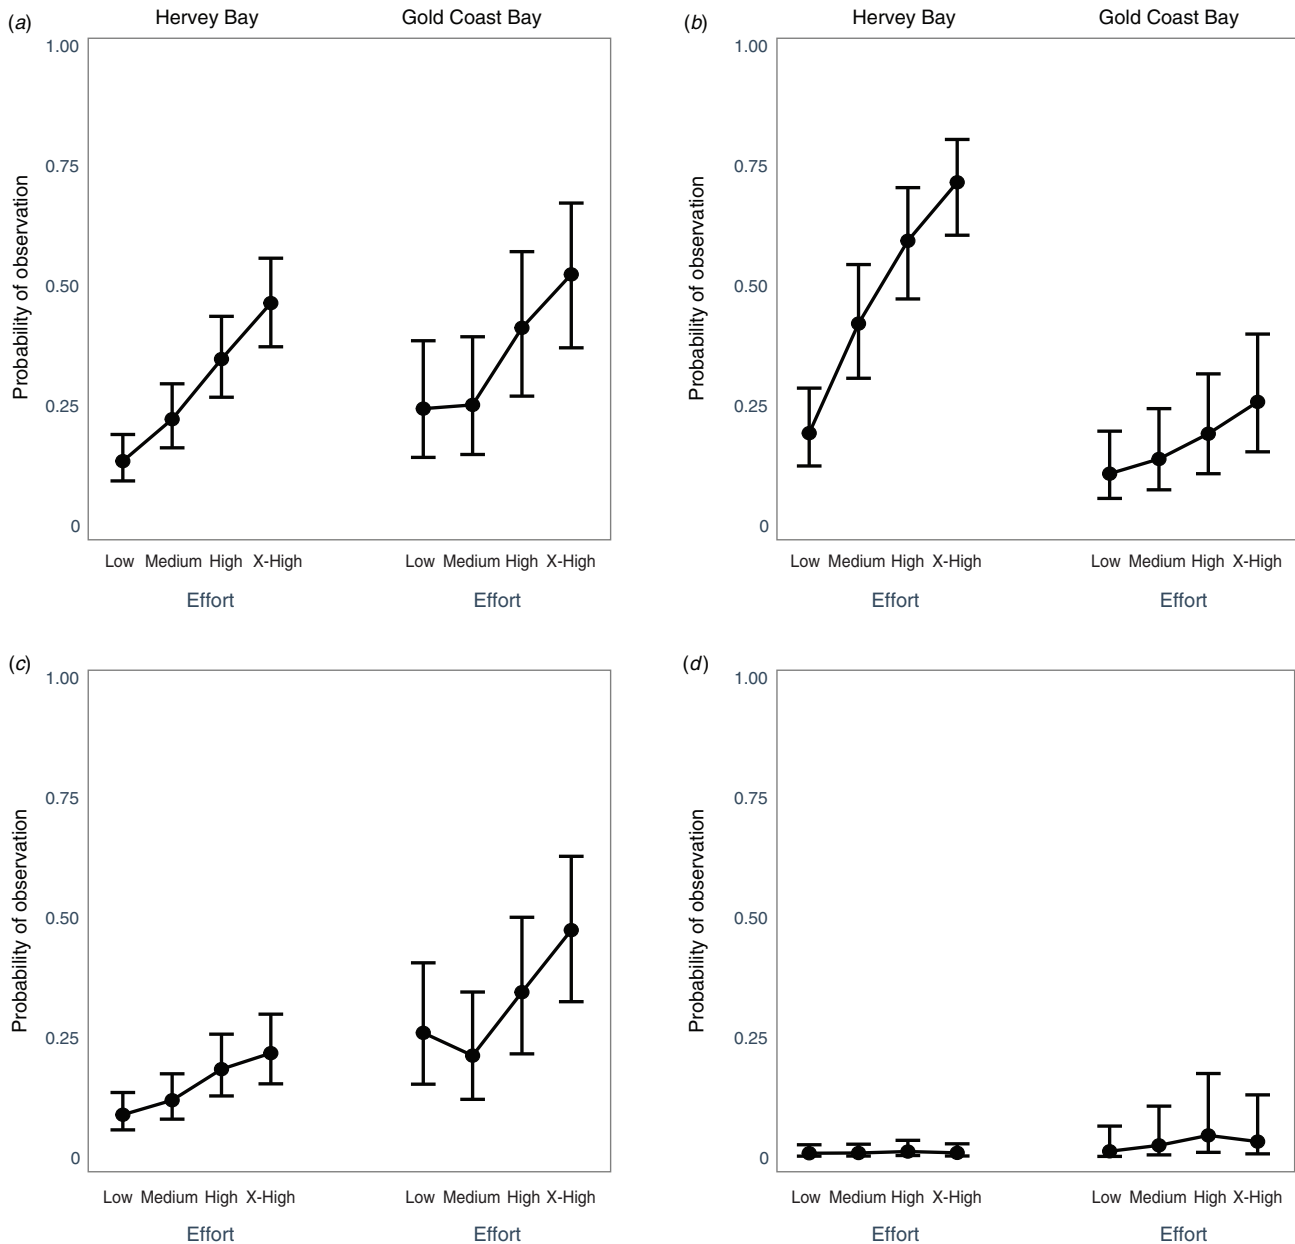 (a)
Hervey Bay
Gold Coast Bay
1.00
0.75
0.50
0.25
0
Probability of observation
Low Medium High X-High
Low Medium High X-High
Effort
Effort
(b)
Hervey Bay
Gold Coast Bay
1.00
0.75
0.50
0.25
0
Probability of observation
Low Medium High X-High
Low Medium High X-High
Effort
Effort
(c)
1.00
0.75
0.50
0.25
0
Probability of observation
Low Medium High X-High
Low Medium High X-High
Effort
Effort
(d)
1.00
0.75
0.50
0.25
0
Probability of observation
Low Medium High X-High
Low Medium High X-High
Effort
Effort